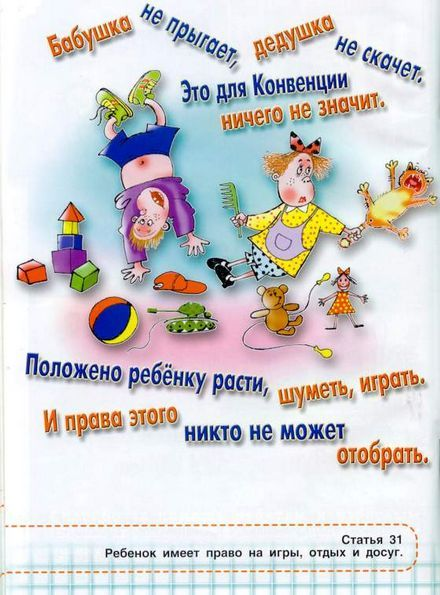 Бабушка не прыгает, дедушка не скачет.
Это для Конвенции
ничего не значит.
Положено ребёнку расти, шуметь, играть.
И права этого никто не может отобрать.
Статья 31
Ребенок имеет право на игры, отдых и досуг.